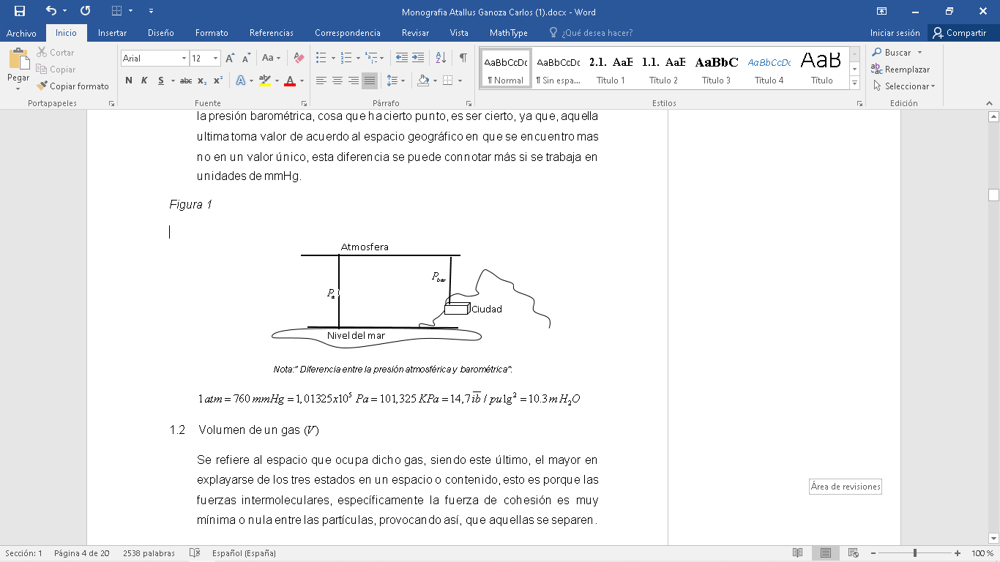 Monografia Atallus Ganoza Carlos (1).docx - Word
Archivo Inicio Insertar Diseño Formato Referencias Correspondencia Revisar Vista MathType ¿Qué desea hacer? Iniciar sesión Compartir
Pegar
Cortar
Copiar
Copiar formato
Portapapeles
Arial 12
N K S abc x₂ x² A ab A
Fuente
Párrafo
AaBbCcDc AaBbCcDc 2.1. AaE 1.1. AaE AaBbC AaBbCcDc AaB
¶ Normal ¶ Sin espa... Título 1 Título 2 Título 3 Título 4 Título
Estilos
Buscar
Reemplazar
Seleccionar
Edición
la presión barométrica, cosa que hacierto punto, es ser cierto, ya que, aquella
ultima toma valor de acuerdo al espacio geográfico en que se encuentro mas
no en un valor único, esta diferencia se puede connotar más si se trabaja en
unidades de mmHg.
Figura 1
Atmosfera
P bar
P at
Ciudad
Nivel del mar
Nota:” Diferencia entre la presión atmosférica y barométrica”.
1 atm = 760 mmHg = 1,01325x10⁵ Pa = 101,325 KPa = 14,7 i̅b̅ / pulg² = 10.3 m H₂O
1.2 Volumen de un gas (V)
Se refiere al espacio que ocupa dicho gas, siendo este último, el mayor en
explayarse de los tres estados en un espacio o contenido, esto es porque las
fuerzas intermoleculares, específicamente la fuerza de cohesión es muy
mínima o nula entre las partículas, provocando así, que aquellas se separen.
Área de revisiones
Sección: 1 Página 4 de 20 2538 palabras Español (España) 100 %